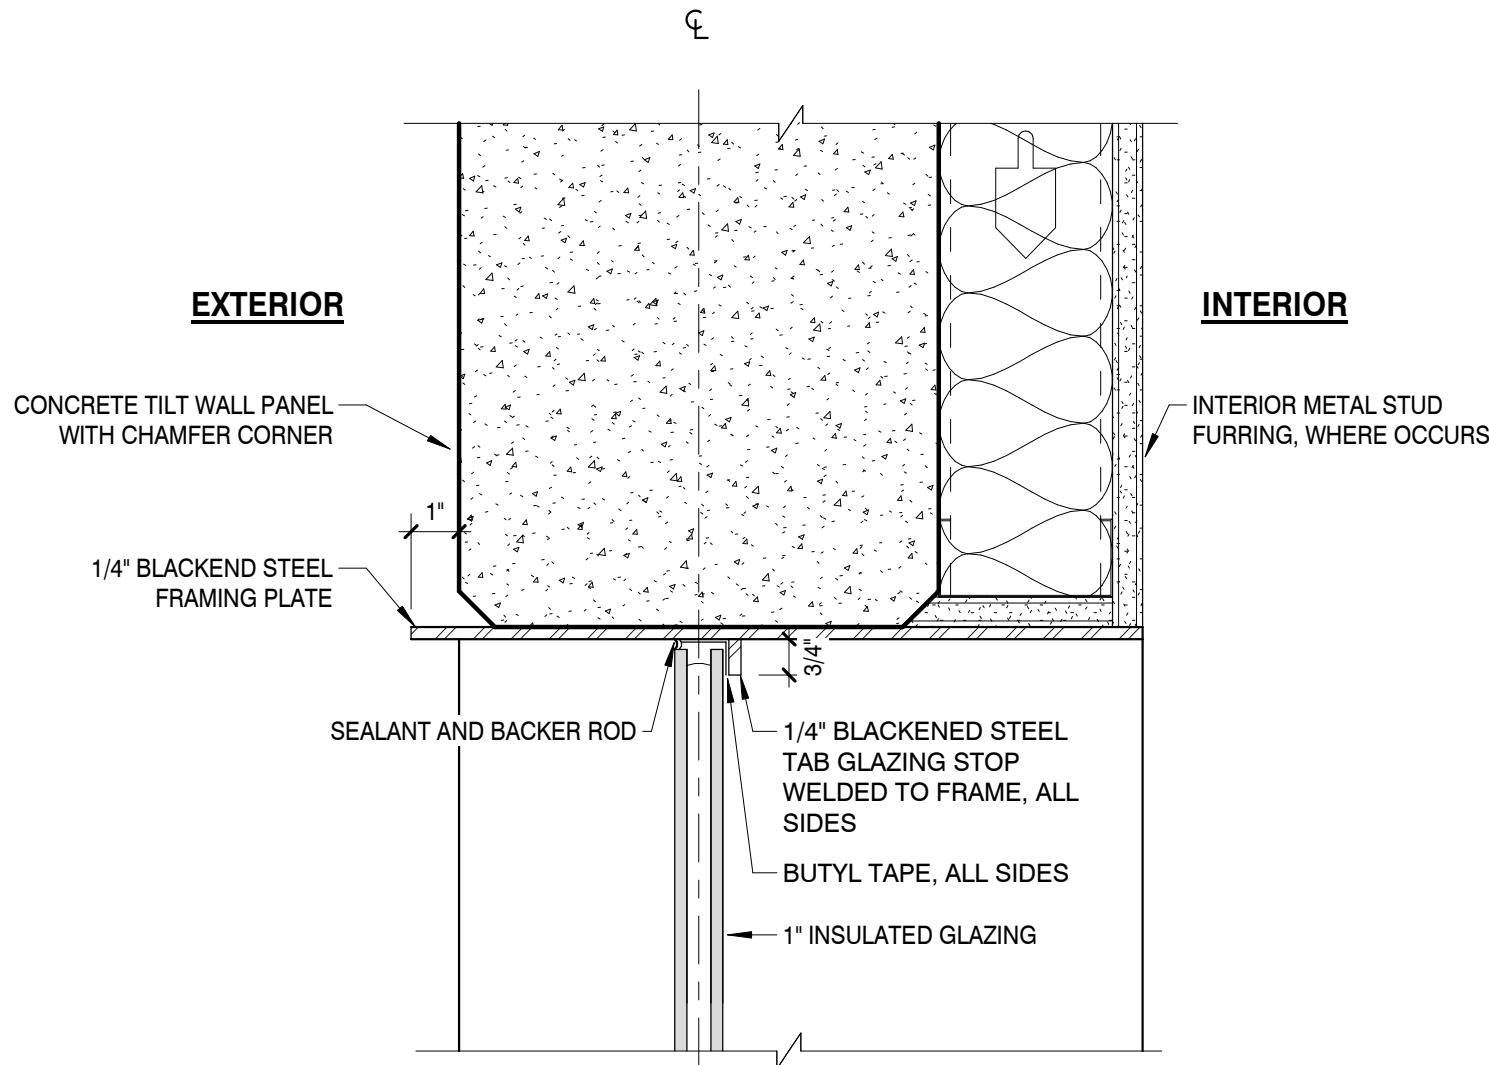 ℄
EXTERIOR
INTERIOR
CONCRETE TILT WALL PANEL
WITH CHAMFER CORNER
INTERIOR METAL STUD
FURRING, WHERE OCCURS
1"
1/4" BLACKEND STEEL
FRAMING PLATE
3/4"
SEALANT AND BACKER ROD
1/4" BLACKENED STEEL
TAB GLAZING STOP
WELDED TO FRAME, ALL
SIDES
BUTYL TAPE, ALL SIDES
1" INSULATED GLAZING